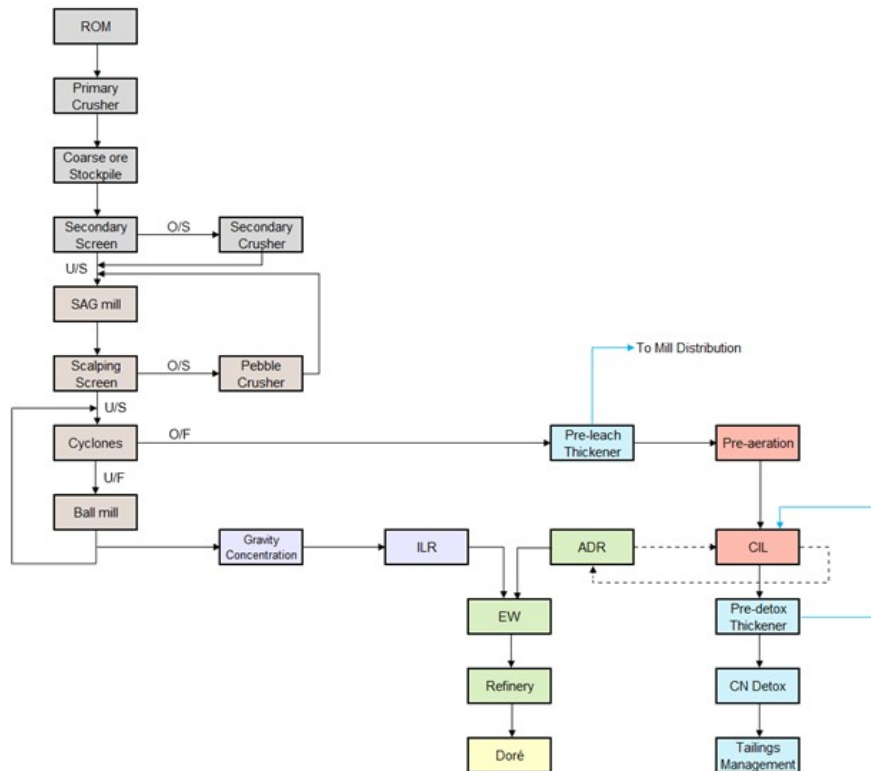 ROM
Primary
Crusher
Coarse ore
Stockpile
Secondary
Screen
O/S
Secondary
Crusher
U/S
SAG mill
To Mill Distribution
Scalping
Screen
O/S
Pebble
Crusher
U/S
Cyclones
O/F
Pre-leach
Thickener
Pre-aeration
U/F
Ball mill
Gravity
Concentration
ILR
ADR
CIL
EW
Pre-detox
Thickener
Refinery
CN Detox
Doré
Tailings
Management